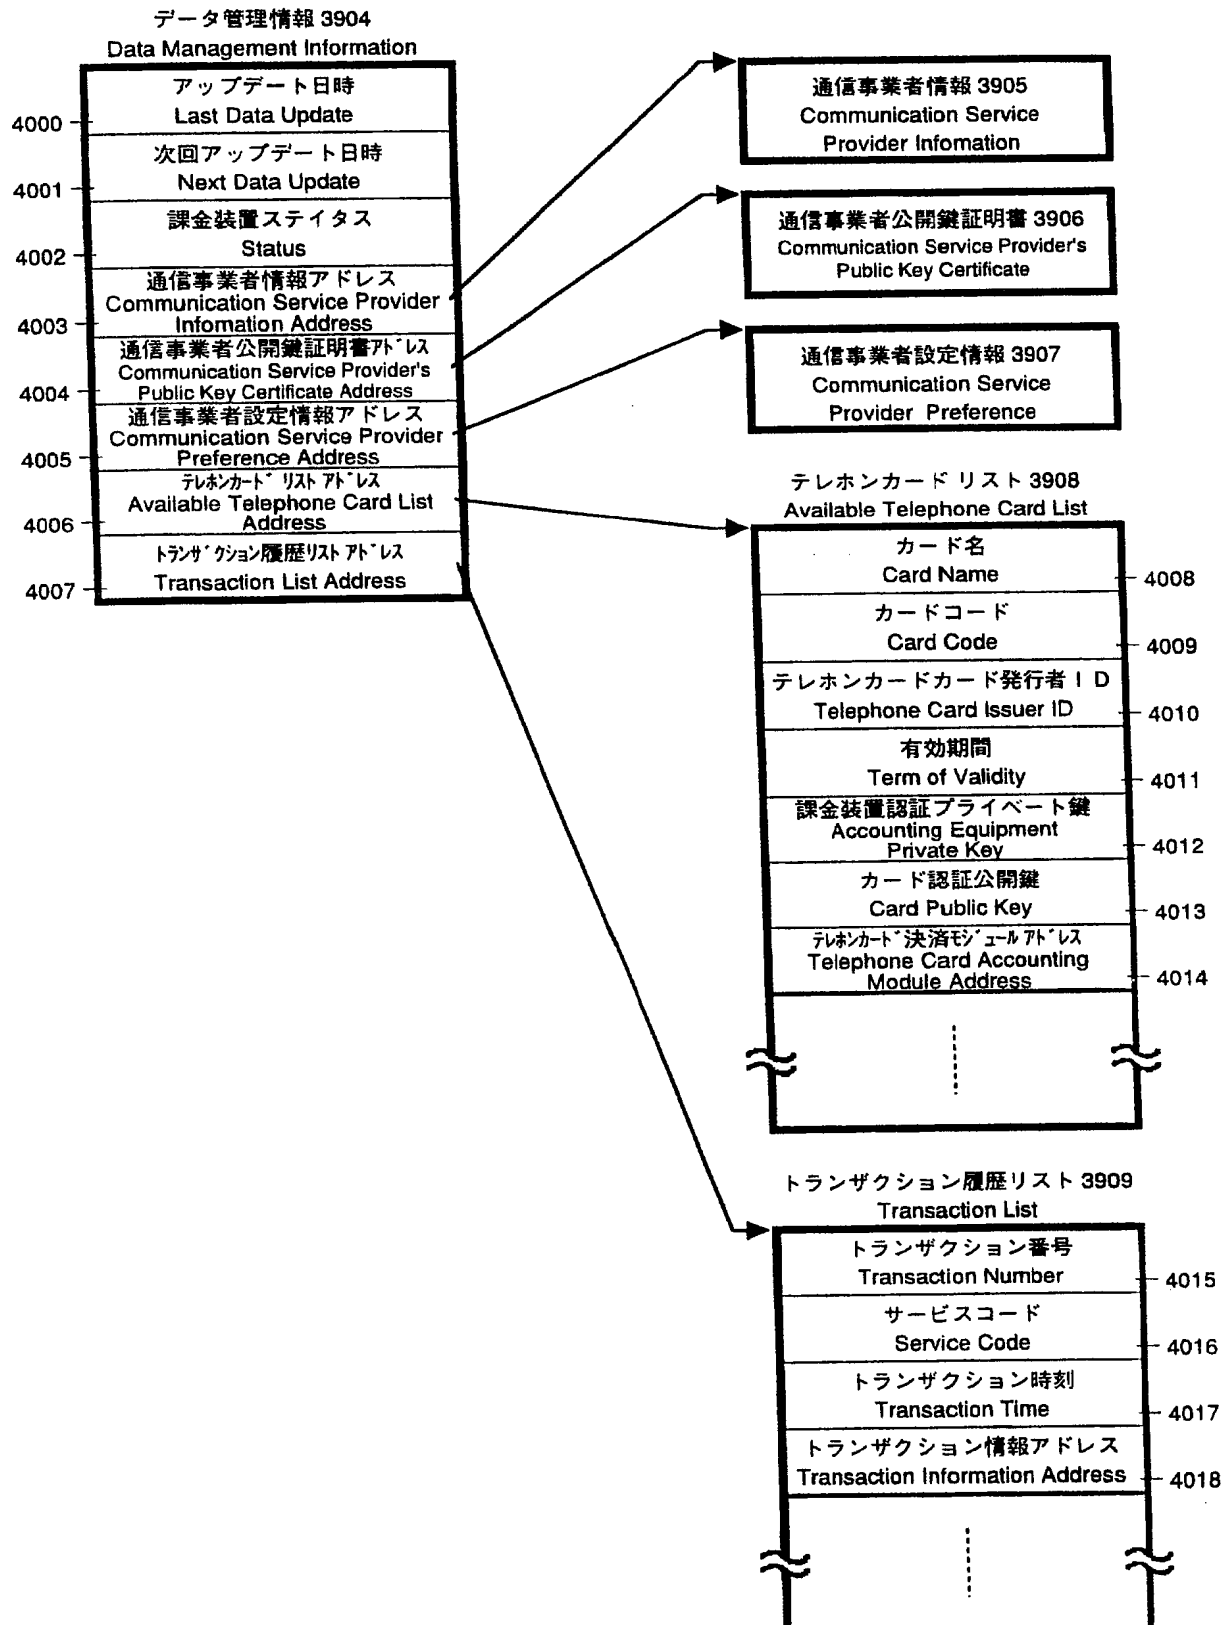 データ管理情報 3904
Data Management Information
アップデート日時
Last Data Update
4000
次回アップデート日時
Next Data Update
4001
課金装置ステイタス
Status
4002
通信事業者情報アドレス
Communication Service Provider
Infomation Address
4003
通信事業者公開鍵証明書アドレス
Communication Service Provider's
Public Key Certificate Address
4004
通信事業者設定情報アドレス
Communication Service Provider
Preference Address
4005
テレホンカード リスト アドレス
Available Telephone Card List
Address
4006
トランザクション履歴リスト アドレス
Transaction List Address
4007
通信事業者情報 3905
Communication Service
Provider Infomation
通信事業者公開鍵証明書 3906
Communication Service Provider's
Public Key Certificate
通信事業者設定情報 3907
Communication Service
Provider Preference
テレホンカード リスト 3908
Available Telephone Card List
カード名
Card Name
4008
カードコード
Card Code
4009
テレホンカードカード発行者ＩＤ
Telephone Card Issuer ID
4010
有効期間
Term of Validity
4011
課金装置認証プライベート鍵
Accounting Equipment
Private Key
4012
カード認証公開鍵
Card Public Key
4013
テレホンカード決済モジュール アドレス
Telephone Card Accounting
Module Address
4014
トランザクション履歴リスト 3909
Transaction List
トランザクション番号
Transaction Number
4015
サービスコード
Service Code
4016
トランザクション時刻
Transaction Time
4017
トランザクション情報アドレス
Transaction Information Address
4018